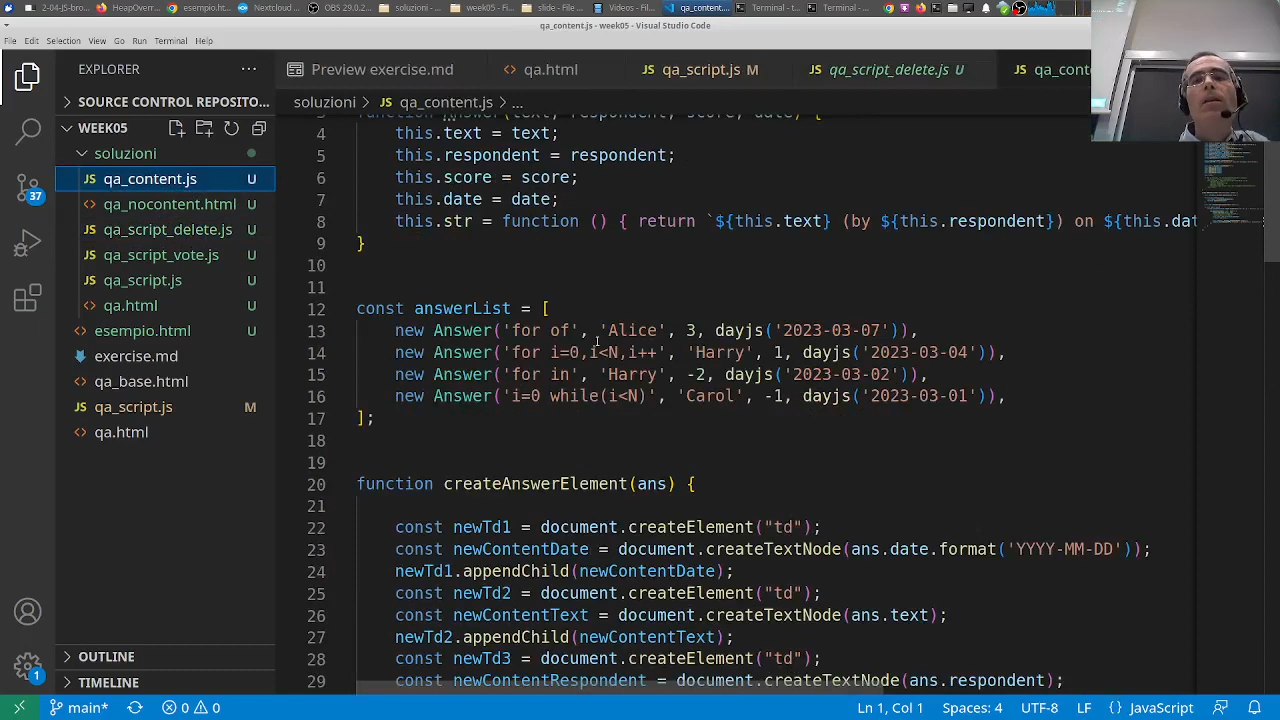 2-04-JS-bro...
HeapOver...
esempio.ht...
Nextcloud ...
OBS 29.0.2...
soluzioni - ...
week05 - Fi...
Videos - Fil...
qa_content....
Terminal - t...
Terminal - ...
qa_content.js - week05 - Visual Studio Code
File Edit Selection View Go Run Terminal Help
EXPLORER
Preview exercise.md
qa.html
qa_script.js M
qa_script_delete.js U
qa_cont
SOURCE CONTROL REPOSITO...
soluzioni > JS qa_content.js > ...
WEEK05
soluzioni
JS qa_content.js U
qa_nocontent.html U
JS qa_script_delete.js U
JS qa_script_vote.js U
JS qa_script.js U
qa.html U
esempio.html U
exercise.md
qa_base.html
JS qa_script.js M
qa.html
OUTLINE
TIMELINE
37
1
4 this.text = text;
5 this.respondent = respondent;
6 this.score = score;
7 this.date = date;
8 this.str = function () { return `${this.text} (by ${this.respondent}) on ${this.dat
9 }
10
11
12 const answerList = [
13 new Answer('for of', 'Alice', 3, dayjs('2023-03-07')),
14 new Answer('for i=0,i<N,i++', 'Harry', 1, dayjs('2023-03-04')),
15 new Answer('for in', 'Harry', -2, dayjs('2023-03-02')),
16 new Answer('i=0 while(i<N)', 'Carol', -1, dayjs('2023-03-01')),
17 ];
18
19
20 function createAnswerElement(ans) {
21
22 const newTd1 = document.createElement("td");
23 const newContentDate = document.createTextNode(ans.date.format('YYYY-MM-DD'));
24 newTd1.appendChild(newContentDate);
25 const newTd2 = document.createElement("td");
26 const newContentText = document.createTextNode(ans.text);
27 newTd2.appendChild(newContentText);
28 const newTd3 = document.createElement("td");
29 const newContentRespondent = document.createTextNode(ans.respondent);
main* 0 0 Ln 1, Col 1 Spaces: 4 UTF-8 LF {} JavaScript